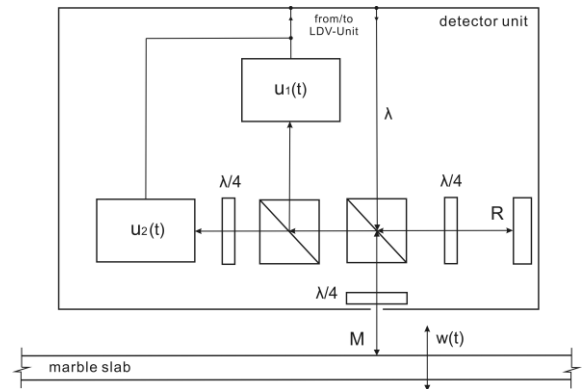 from/to
LDV-Unit
detector unit
u₁(t)
λ
λ/4
λ/4
R
u₂(t)
λ/4
M
w(t)
marble slab